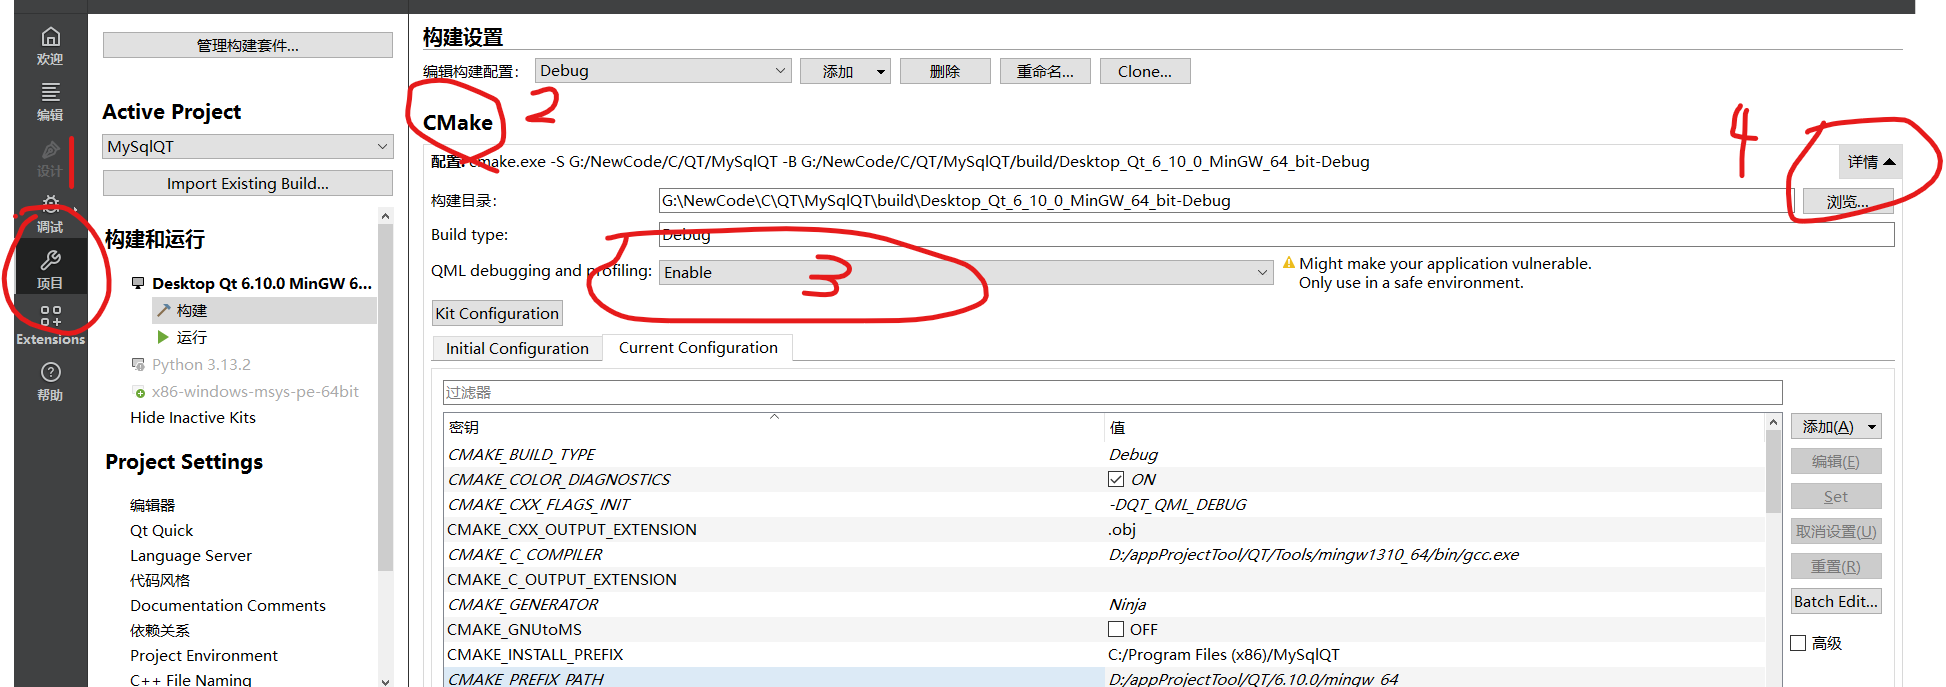 欢迎
编辑
设计
调试
项目
Extensions
帮助
管理构建套件...
Active Project
MySqlQT
Import Existing Build...
构建和运行
Desktop Qt 6.10.0 MinGW 6...
构建
运行
Python 3.13.2
x86-windows-msys-pe-64bit
Hide Inactive Kits
Project Settings
编辑器
Qt Quick
Language Server
代码风格
Documentation Comments
依赖关系
Project Environment
C++ File Naming
构建设置
编辑构建配置: Debug 添加 删除 重命名... Clone...
2
CMake
4
配置: cmake.exe -S G:/NewCode/C/QT/MySqlQT -B G:/NewCode/C/QT/MySqlQT/build/Desktop_Qt_6_10_0_MinGW_64_bit-Debug 详情
构建目录: G:\NewCode\C\QT\MySqlQT\build\Desktop_Qt_6_10_0_MinGW_64_bit-Debug 浏览...
Build type: Debug
QML debugging and profiling: Enable Might make your application vulnerable.
Only use in a safe environment.
3
Kit Configuration
Initial Configuration Current Configuration
过滤器
密钥 值 添加(A)
CMAKE_BUILD_TYPE Debug 编辑(E)
CMAKE_COLOR_DIAGNOSTICS ON
CMAKE_CXX_FLAGS_INIT -DQT_QML_DEBUG Set
CMAKE_CXX_OUTPUT_EXTENSION .obj 取消设置(U)
CMAKE_C_COMPILER D:/appProjectTool/QT/Tools/mingw1310_64/bin/gcc.exe 重置(R)
CMAKE_C_OUTPUT_EXTENSION
CMAKE_GENERATOR Ninja Batch Edit...
CMAKE_GNUtoMS OFF
CMAKE_INSTALL_PREFIX C:/Program Files (x86)/MySqlQT 高级
CMAKE_PREFIX_PATH D:/appProjectTool/QT/6.10.0/mingw_64